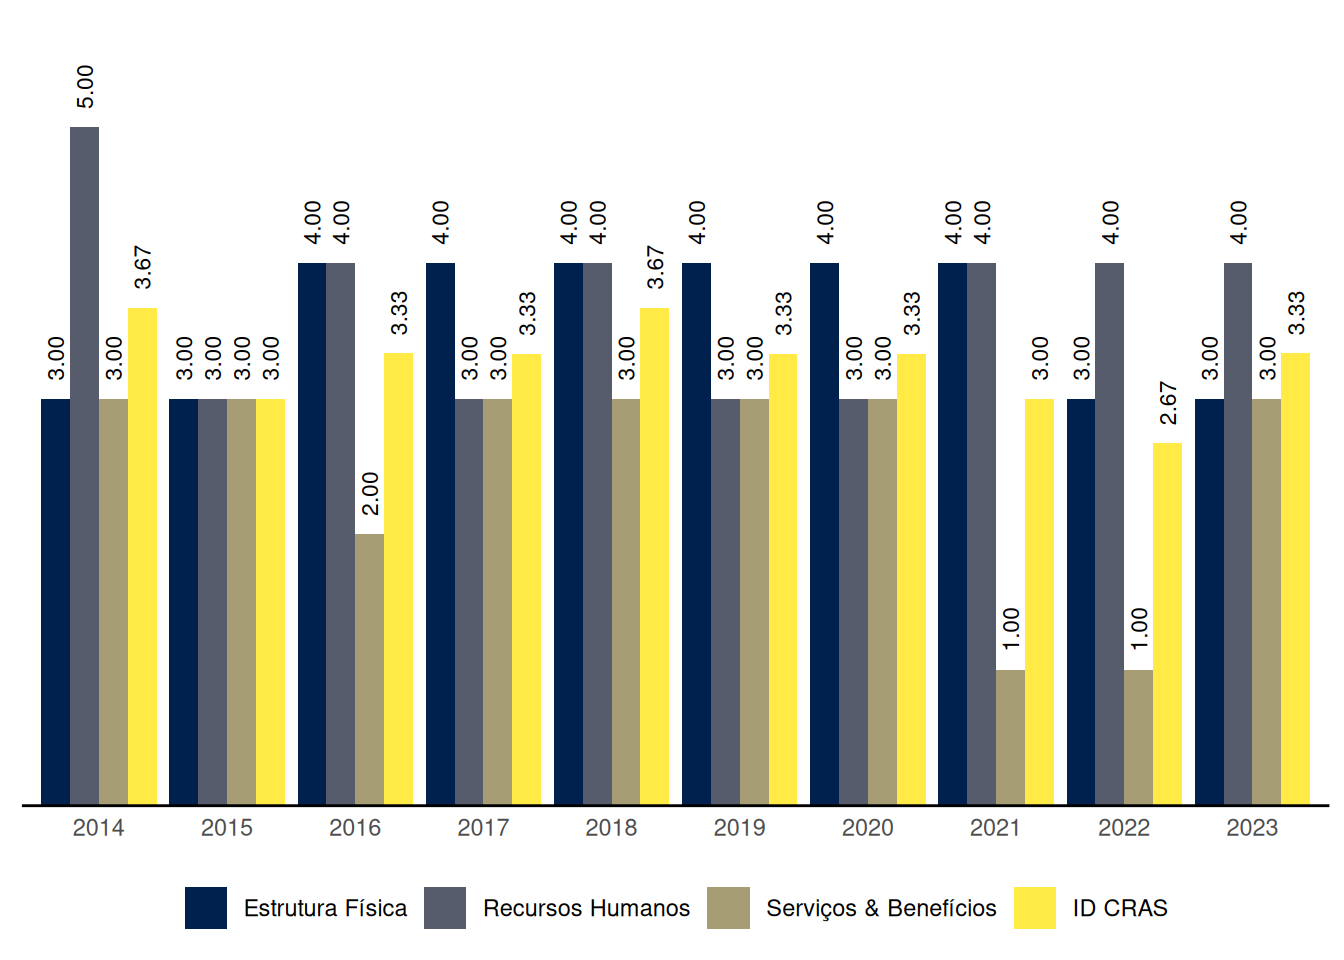 5.00
4.00 4.00 4.00 4.00 4.00 4.00 4.00 4.00 4.00 4.00 4.00
3.67 3.67
3.33 3.33 3.33 3.33 3.33
3.00 3.00 3.00 3.00 3.00 3.00 3.00 3.00 3.00 3.00 3.00 3.00 3.00 3.00 3.00 3.00 3.00 3.00
2.67
2.00
1.00 1.00
2014 2015 2016 2017 2018 2019 2020 2021 2022 2023
Estrutura Física Recursos Humanos Serviços & Benefícios ID CRAS